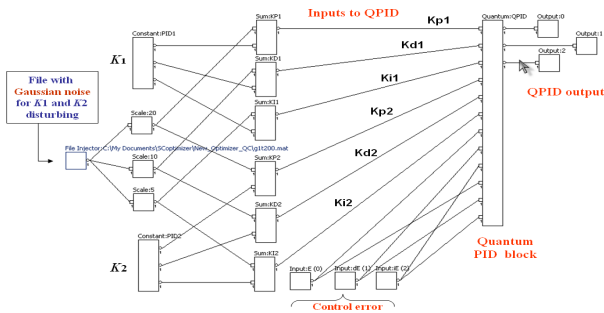 Inputs to QPID
Sum:KP1
Quantum:QPID
Output:0
Constant:PID1
Kp1
Output:1
K1
Sum:KD1
Kd1
Output:2
QPID output
File with
Gaussian noise
for K1 and K2
disturbing
Sum:KI1
Ki1
Scale:20
Kp2
File Injector:C:\My Documents\SCoptimizer\New_Optimizer_QC\g1t200.mat
Scale:10
Sum:KP2
Kd2
Scale:5
Sum:KD2
Ki2
Constant:PID2
K2
Sum:KI2
Quantum
PID block
Input:E (0)
Input:dE (1)
Input:IE (2)
Control error